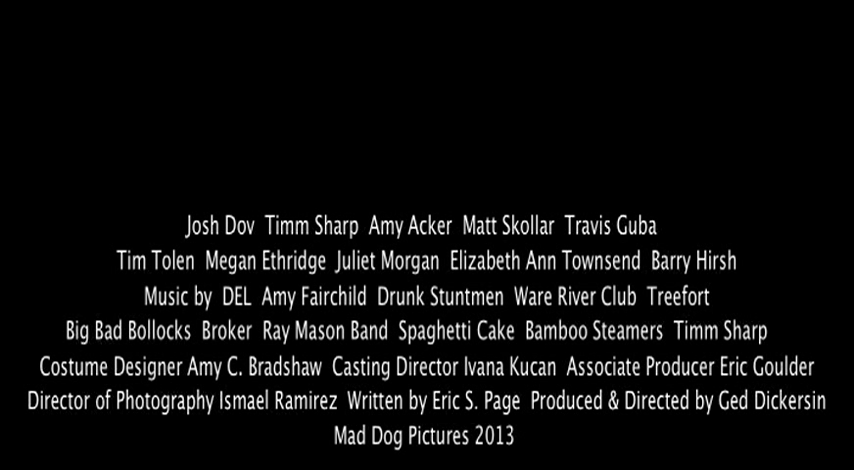 Josh Dov Timm Sharp Amy Acker Matt Skollar Travis Guba
Tim Tolen Megan Ethridge Juliet Morgan Elizabeth Ann Townsend Barry Hirsh
Music by DEL Amy Fairchild Drunk Stuntmen Ware River Club Treefort
Big Bad Bollocks Broker Ray Mason Band Spaghetti Cake Bamboo Steamers Timm Sharp
Costume Designer Amy C. Bradshaw Casting Director Ivana Kucan Associate Producer Eric Goulder
Director of Photography Ismael Ramirez Written by Eric S. Page Produced & Directed by Ged Dickersin
Mad Dog Pictures 2013